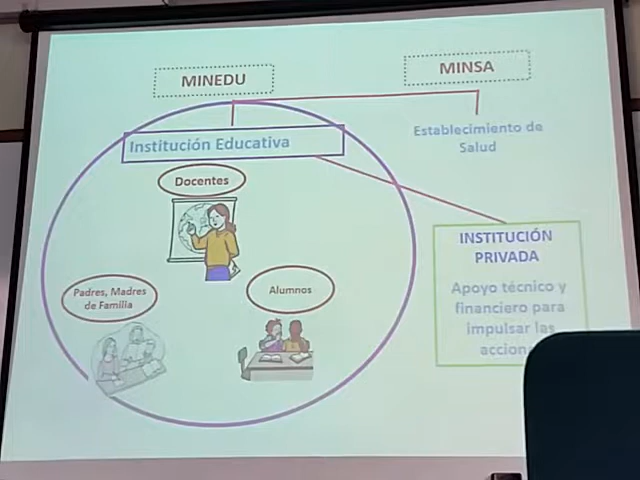 MINEDU
MINSA
Institución Educativa
Establecimiento de
Salud
Docentes
Padres, Madres
de Familia
Alumnos
INSTITUCIÓN
PRIVADA
Apoyo técnico y
financiero para
impulsar las